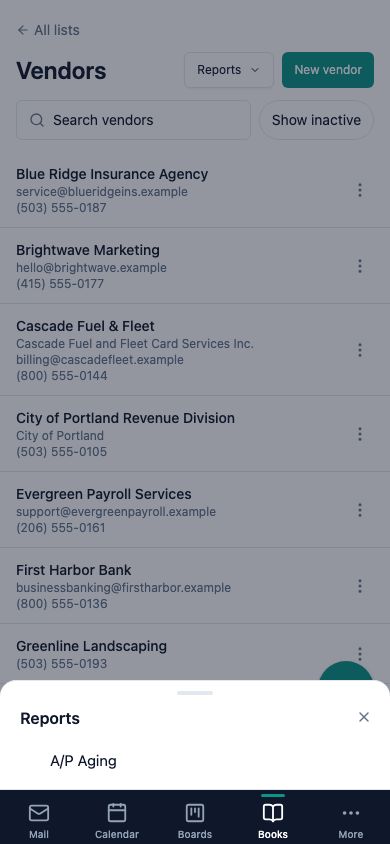 All lists
Vendors
Reports
New vendor
Search vendors
Show inactive
Blue Ridge Insurance Agency
service@blueridgeins.example
(503) 555-0187
Brightwave Marketing
hello@brightwave.example
(415) 555-0177
Cascade Fuel & Fleet
Cascade Fuel and Fleet Card Services Inc.
billing@cascadefleet.example
(800) 555-0144
City of Portland Revenue Division
City of Portland
(503) 555-0105
Evergreen Payroll Services
support@evergreenpayroll.example
(206) 555-0161
First Harbor Bank
businessbanking@firstharbor.example
(800) 555-0136
Greenline Landscaping
(503) 555-0193
Reports
A/P Aging
Mail
Calendar
Boards
Books
More